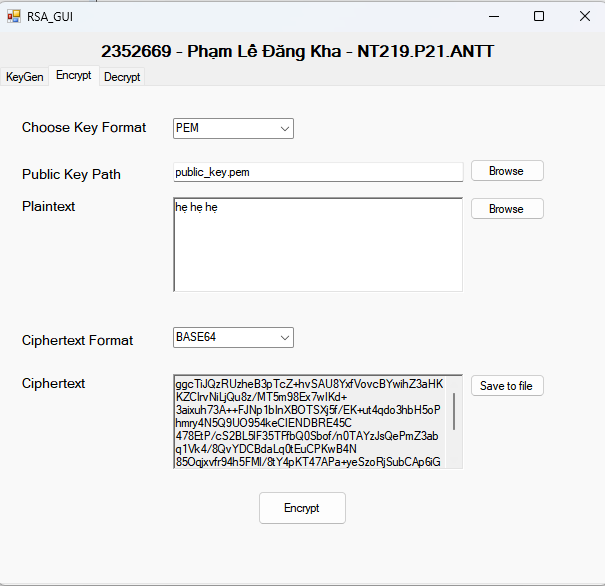 RSA_GUI
2352669 - Phạm Lê Đăng Kha - NT219.P21.ANTT
KeyGen Encrypt Decrypt
Choose Key Format PEM
Public Key Path public_key.pem Browse
Plaintext hẹ hẹ hẹ Browse
Ciphertext Format BASE64
Ciphertext Save to file
ggcTiJQzRUzheB3pTcZ+hvSAU8YxfVovcBYwihZ3aHK
KZCIrvNiLjQu8z/MT5m98Ex7wIKd+
3aixuh73A++FJNp1bInXBOTSXj5f/EK+ut4qdo3hbH5oP
hmry4N5Q9UO954keCIENDBRE45C
478EtP/cS2BL5IF35TFfbQ0Sbof/n0TAYzJsQePmZ3ab
q1Vk4/8QvYDCBdaLq0tEuCPKwB4N
85Oqjxvfr94h5FMI/8tY4pKT47APa+yeSzoRjSubCAp6iG
Encrypt